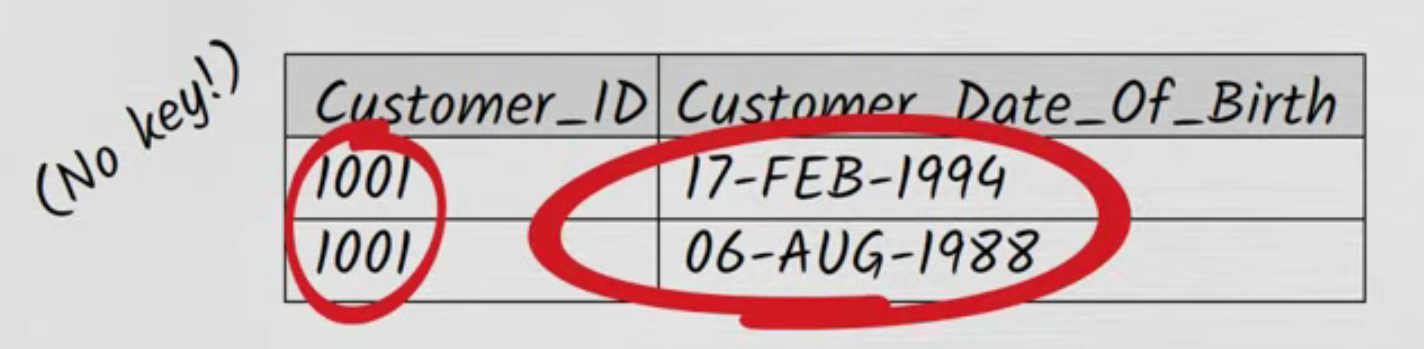 (No key!)
Customer_ID Customer_Date_Of_Birth
1001 17-FEB-1994
1001 06-AUG-1988